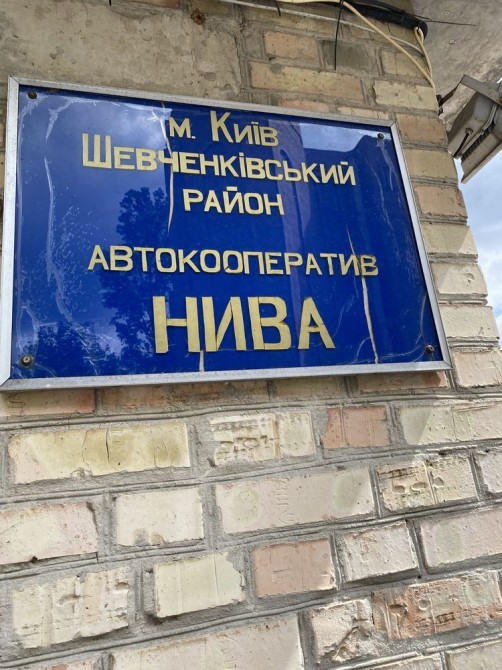 м. Київ
Шевченківський
район
автокооператив
НИВА